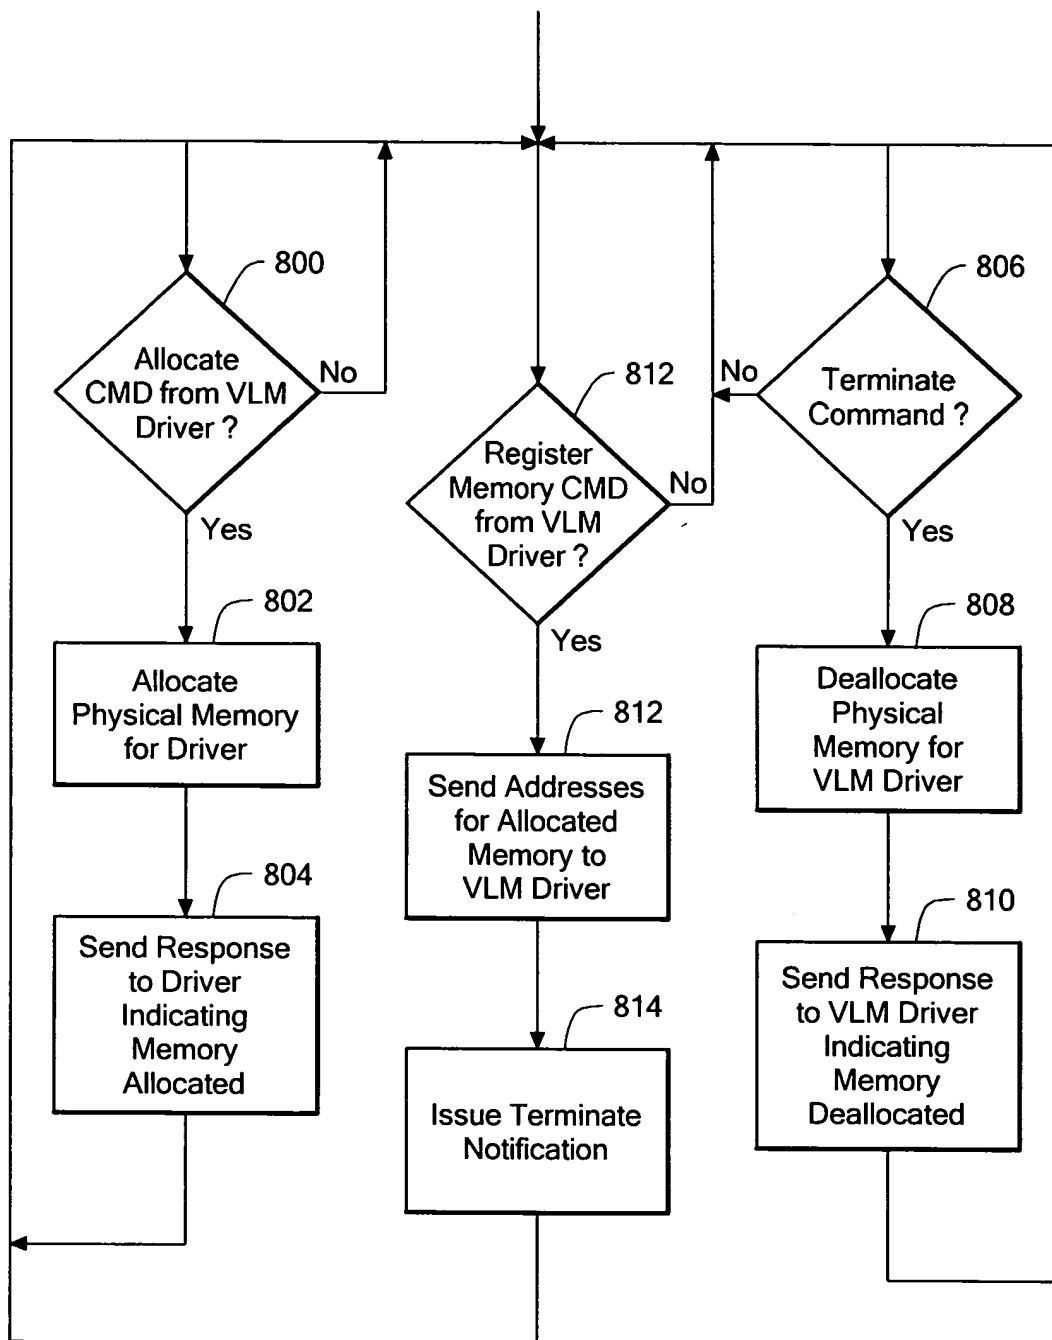 800
Allocate
CMD from VLM
Driver ?
No
Yes
802
Allocate
Physical Memory
for Driver
804
Send Response
to Driver
Indicating
Memory
Allocated
812
Register
Memory CMD
from VLM
Driver ?
No
Yes
812
Send Addresses
for Allocated
Memory to
VLM Driver
814
Issue Terminate
Notification
806
Terminate
Command ?
No
Yes
808
Deallocate
Physical
Memory for
VLM Driver
810
Send Response
to VLM Driver
Indicating
Memory
Deallocated